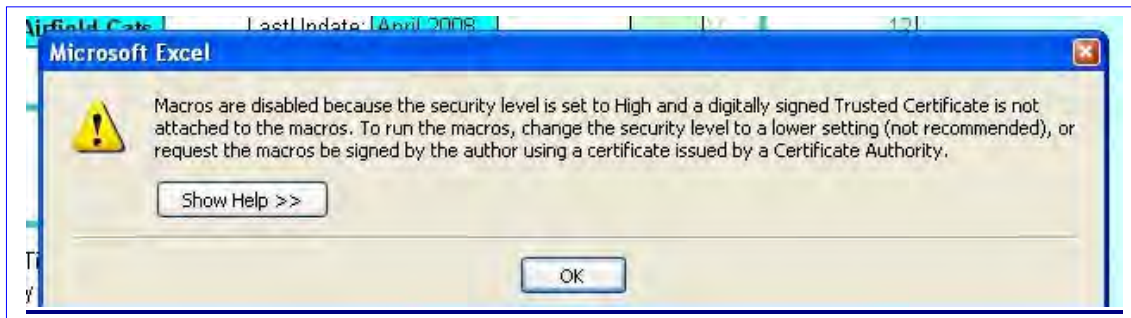 Airfield Cats LastUpdate: April 2008 12
Microsoft Excel
Macros are disabled because the security level is set to High and a digitally signed Trusted Certificate is not
attached to the macros. To run the macros, change the security level to a lower setting (not recommended), or
request the macros be signed by the author using a certificate issued by a Certificate Authority.
Show Help >>
OK